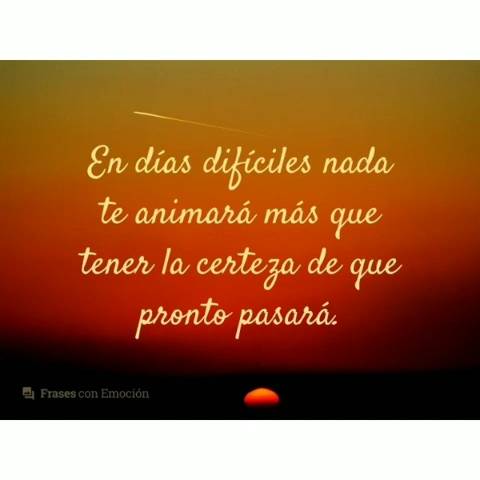 En días difíciles nada
te animará más que
tener la certeza de que
pronto pasará.
Frases con Emoción